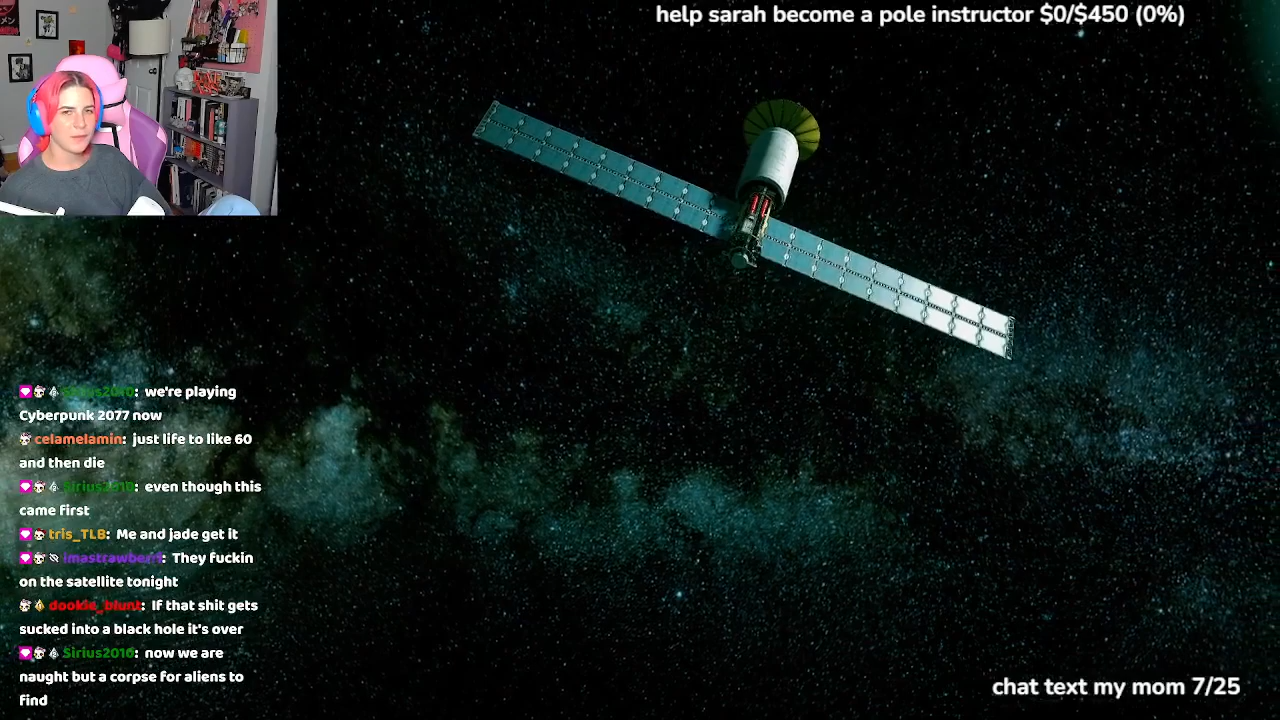 help sarah become a pole instructor $0/$450 (0%)
Sirius2010: we're playing
Cyberpunk 2077 now
celamelamin: just life to like 60
and then die
Sirius2010: even though this
came first
tris_TLB: Me and jade get it
They fuckin
on the satellite tonight
dookie_blunt: If that shit gets
sucked into a black hole it's over
Sirius2010: now we are
naught but a corpse for aliens to
find
chat text my mom 7/25